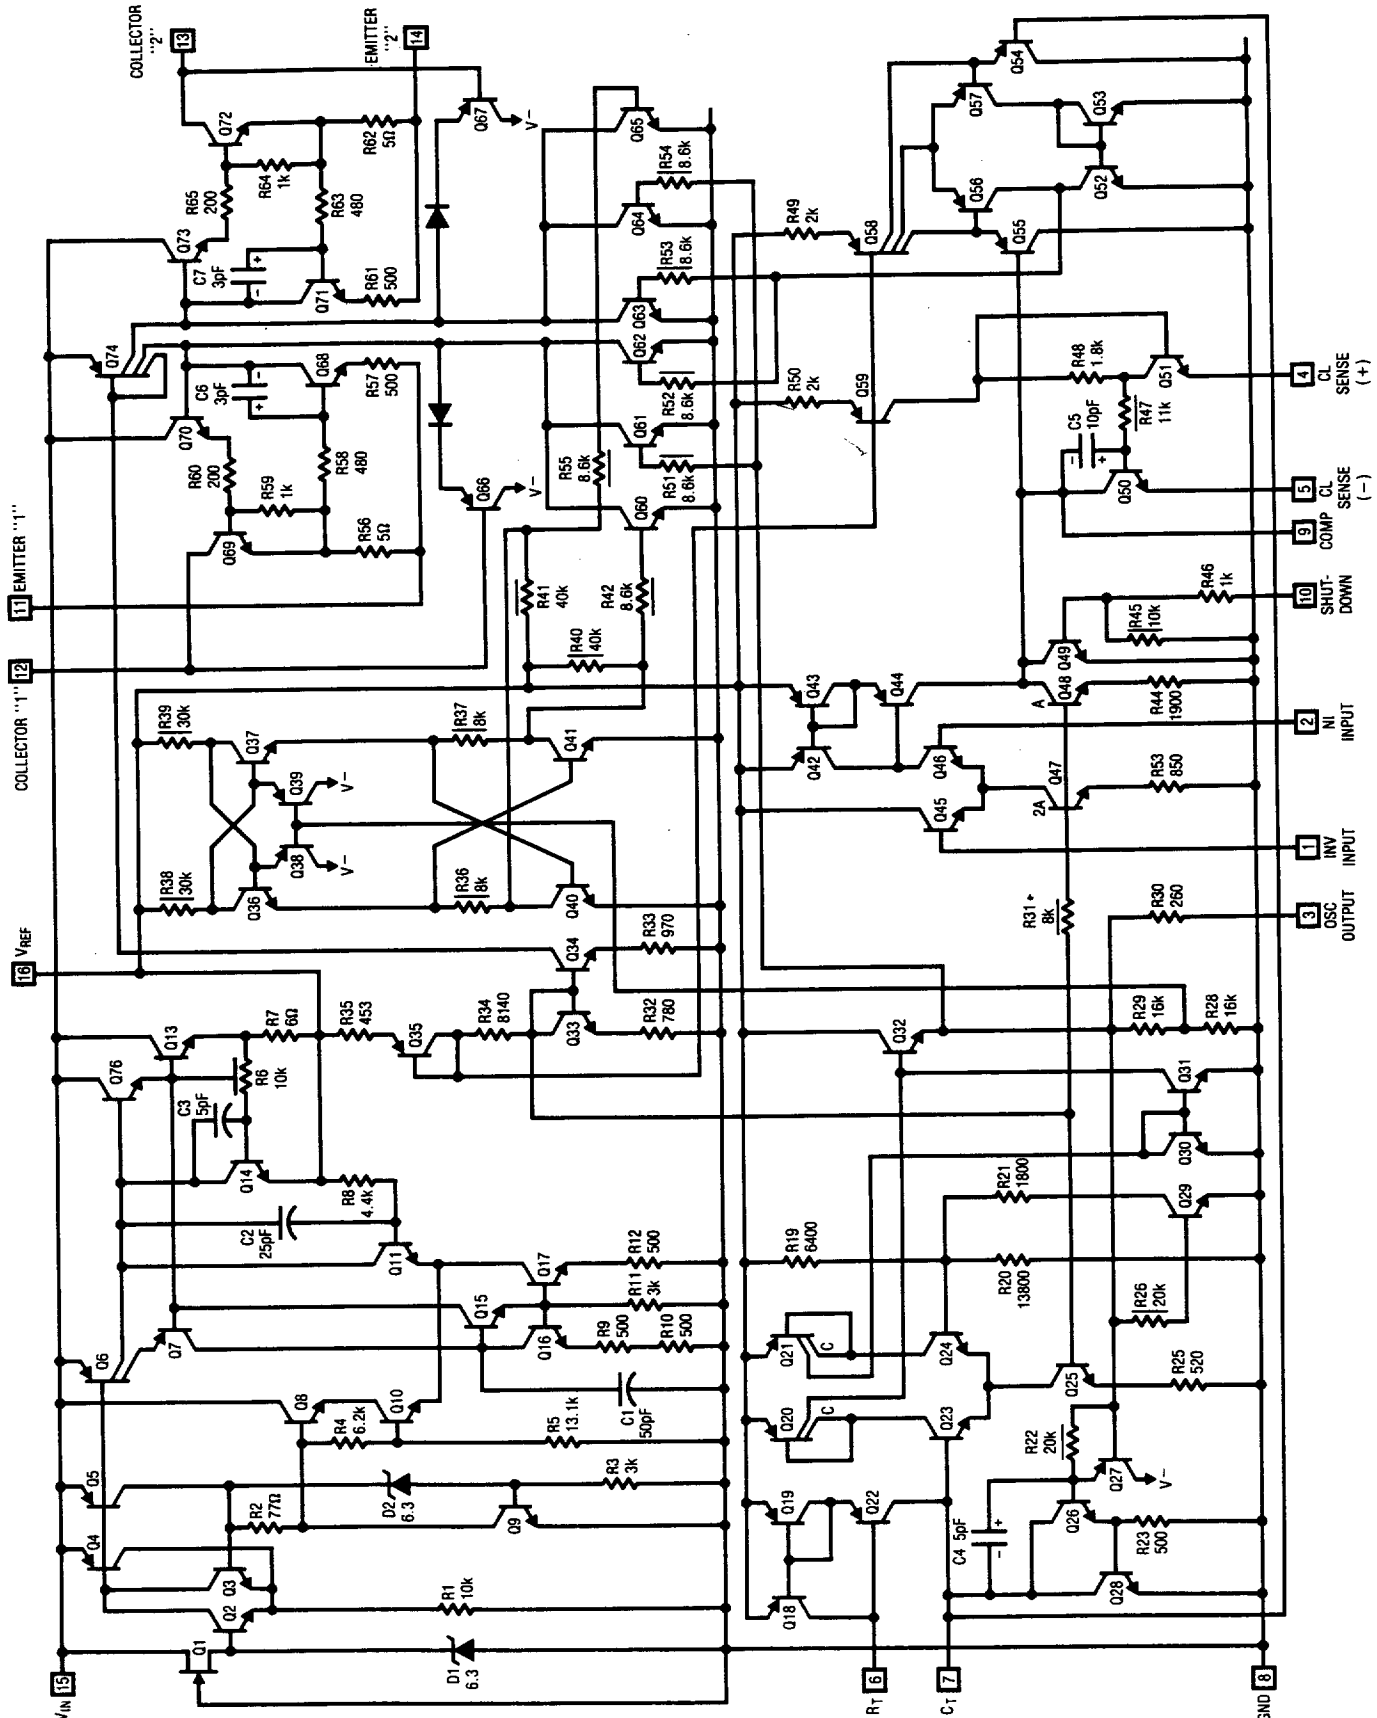 COLLECTOR "2" 13
EMITTER "2" 14
11 EMITTER "1"
COLLECTOR "1" 12
16 VREF
VIN 15
Q72
R62 5Ω
R65 200
R64 1k
R63 480
Q67
V-
Q73
C7 3pF
+
-
Q71
R61 500
Q74
Q70
C6 3pF
-
+
Q68
R57 500
R60 200
R59 1k
R58 480
Q69
R56 5Ω
Q66
V-
Q65
R54 8.6k
Q64
R53 8.6k
Q63
Q62
R52 8.6k
Q61
R55 8.6k
R51 8.6k
Q60
R41 40k
R42 8.6k
R40 40k
R39 30k
Q37
R37 8k
Q41
Q39
V-
Q38
V-
R38 30k
Q36
R36 8k
Q40
Q34
R33 970
R7 6Ω
R35 453
Q35
R34 8140
Q33
R32 780
Q13
Q76
R6 10k
C3 5pF
Q14
R8 4.4k
C2 25pF
Q11
Q17
R12 500
R11 3k
Q15
Q16
R9 500
R10 500
Q7
Q6
C1 50pF
Q8
Q10
R4 6.2k
R5 13.1k
Q5
Q4
R2 77Ω
D2 6.3
R3 3k
Q9
Q3
Q2
R1 10k
Q1
D1 6.3
Q54
Q57
Q53
Q56
Q52
R49 2k
Q58
Q55
R50 2k
Q59
R48 1.8k
Q51
C5 10pF
-
+
R47 11k
Q50
4 CL SENSE (+)
5 CL SENSE (-)
9 COMP
10 SHUT-DOWN
R46 1k
R45 10k
Q49
Q43
Q44
A
Q48
R44 1900
2 NI INPUT
Q42
Q46
Q47
2A
R53 850
Q45
1 INV INPUT
R31+ 8k
R30 260
3 OSC OUTPUT
Q32
R29 16k
R28 16k
Q31
Q30
R21 1800
Q29
R19 6400
R20 13800
R26 20k
Q21
C
Q24
Q25
R25 520
Q20
C
Q23
R22 20k
Q27
V-
Q19
Q22
C4 5pF
+
-
Q26
R23 500
Q18
Q28
RT 6
CT 7
GND 8